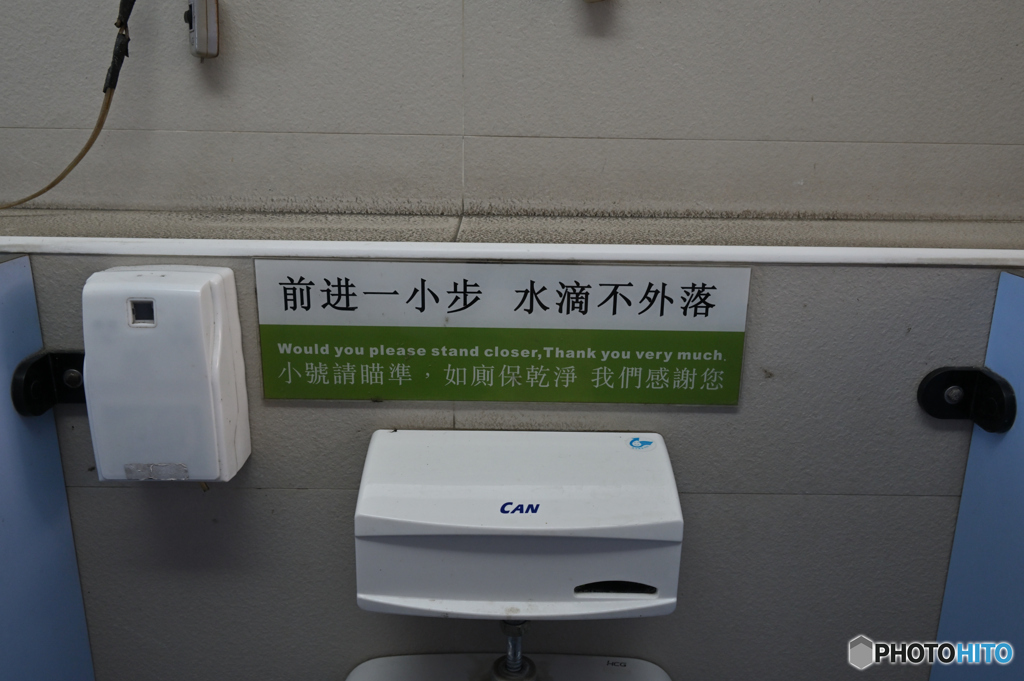 前进一小步 水滴不外落
Would you please stand closer,Thank you very much.
小號請瞄準，如廁保乾淨 我們感謝您
CAN
HCG
PHOTOHITO